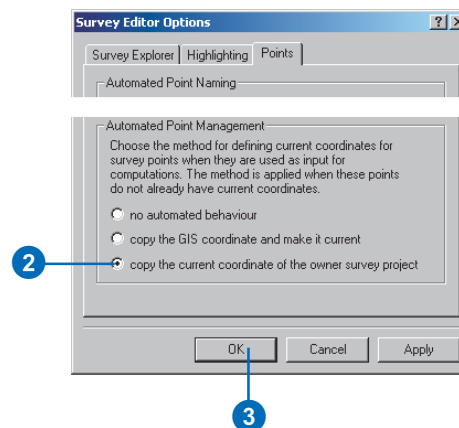 Survey Editor Options
Survey Explorer Highlighting Points
Automated Point Naming
Automated Point Management
Choose the method for defining current coordinates for
survey points when they are used as input for
computations. The method is applied when these points
do not already have current coordinates.
no automated behaviour
copy the GIS coordinate and make it current
2 copy the current coordinate of the owner survey project
OK Cancel Apply
3